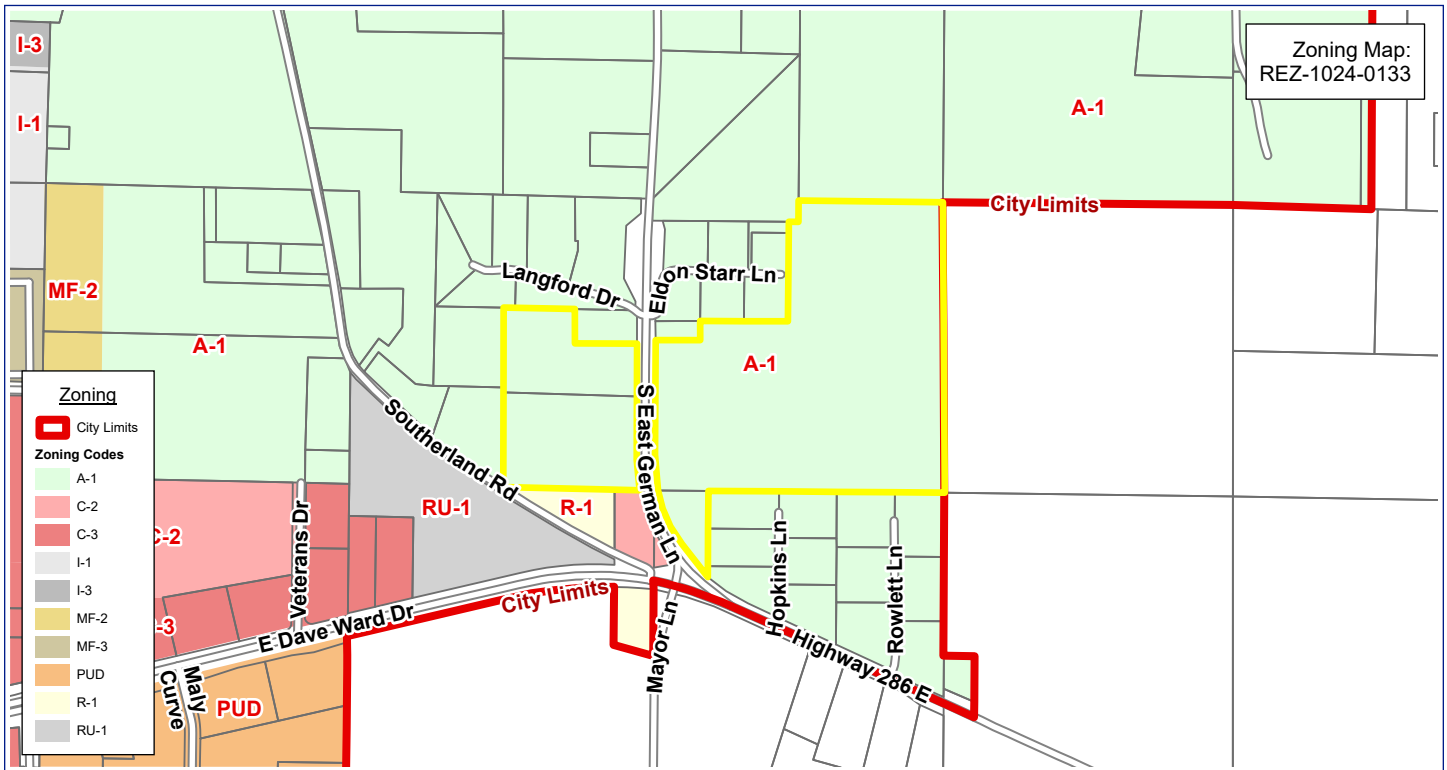 Zoning Map:
REZ-1024-0133
I-3
I-1
A-1
City Limits
MF-2
A-1
Langford Dr
Eldon Starr Ln
A-1
S East German Ln
Southerland Rd
RU-1
R-1
C-2
Veterans Dr
-3
E Dave Ward Dr
City Limits
Mayor Ln
Hopkins Ln
Rowlett Ln
Highway 286 E
Maly
Curve
PUD
Zoning
City Limits
Zoning Codes
A-1
C-2
C-3
I-1
I-3
MF-2
MF-3
PUD
R-1
RU-1